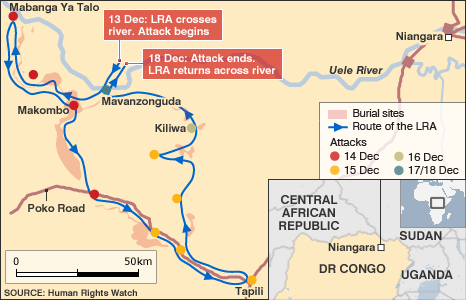 Mabanga Ya Talo
13 Dec: LRA crosses
river. Attack begins
18 Dec: Attack ends.
LRA returns across river
Niangara
Uele River
Makombo
Mavanzonguda
Kiliwa
Burial sites
Route of the LRA
Attacks
14 Dec
16 Dec
15 Dec
17/18 Dec
Poko Road
CENTRAL
AFRICAN
REPUBLIC
SUDAN
Niangara
DR CONGO
UGANDA
0
50km
Tapili
SOURCE: Human Rights Watch